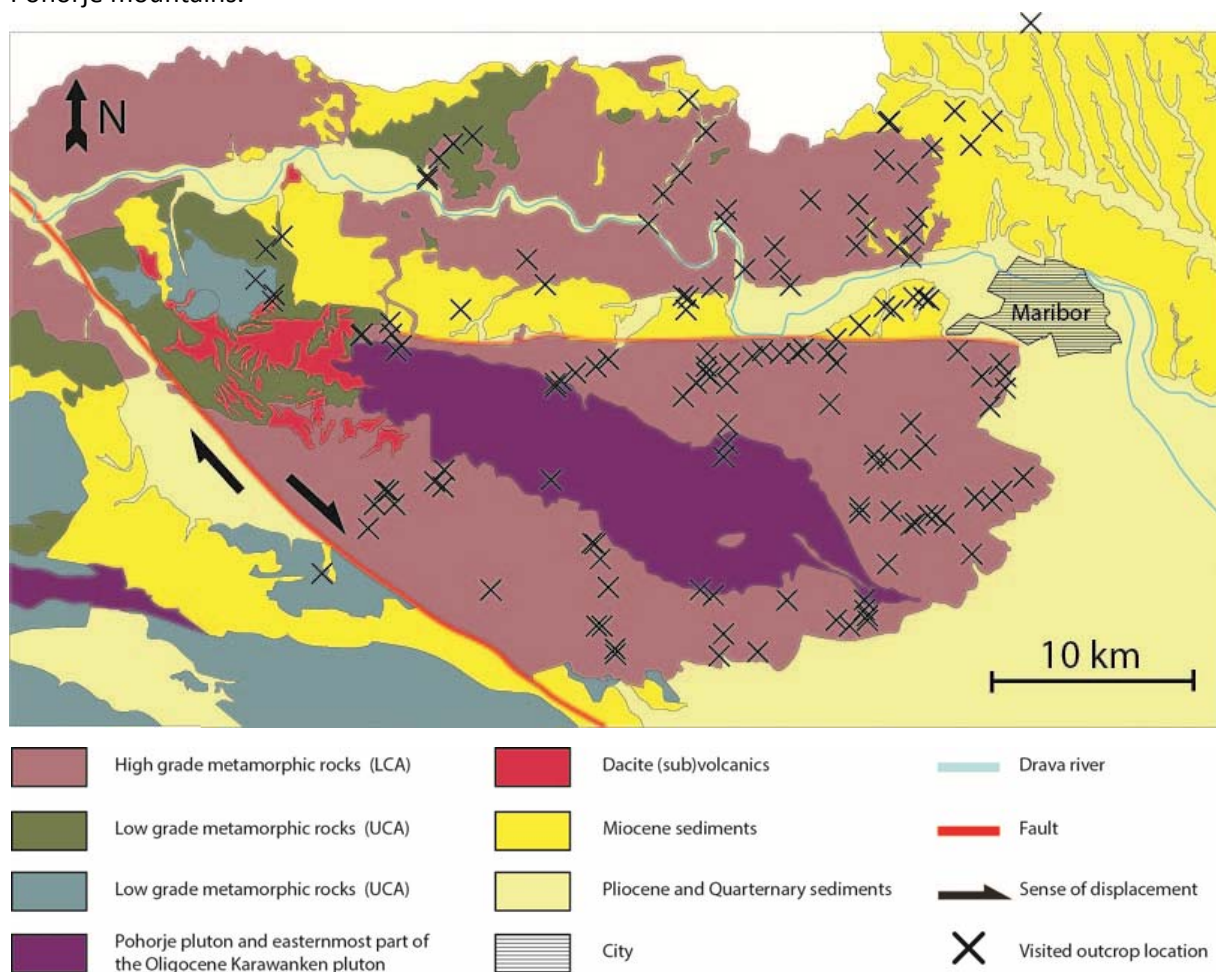 Pohorje mountains.
N
Maribor
10 km
High grade metamorphic rocks (LCA)
Low grade metamorphic rocks (UCA)
Low grade metamorphic rocks (UCA)
Pohorje pluton and easternmost part of
the Oligocene Karawanken pluton
Dacite (sub)volcanics
Miocene sediments
Pliocene and Quarternary sediments
City
Drava river
Fault
Sense of displacement
Visited outcrop location